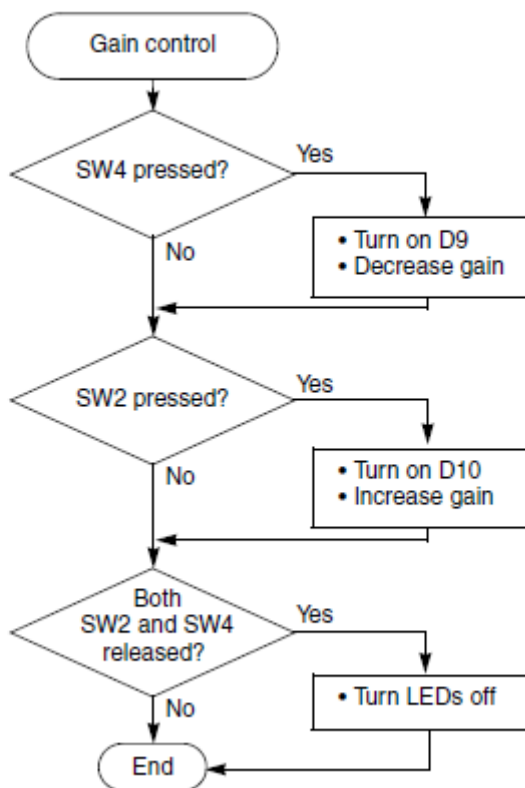 Gain control
SW4 pressed?
Yes
No
• Turn on D9
• Decrease gain
SW2 pressed?
Yes
No
• Turn on D10
• Increase gain
Both
SW2 and SW4
released?
Yes
No
• Turn LEDs off
End